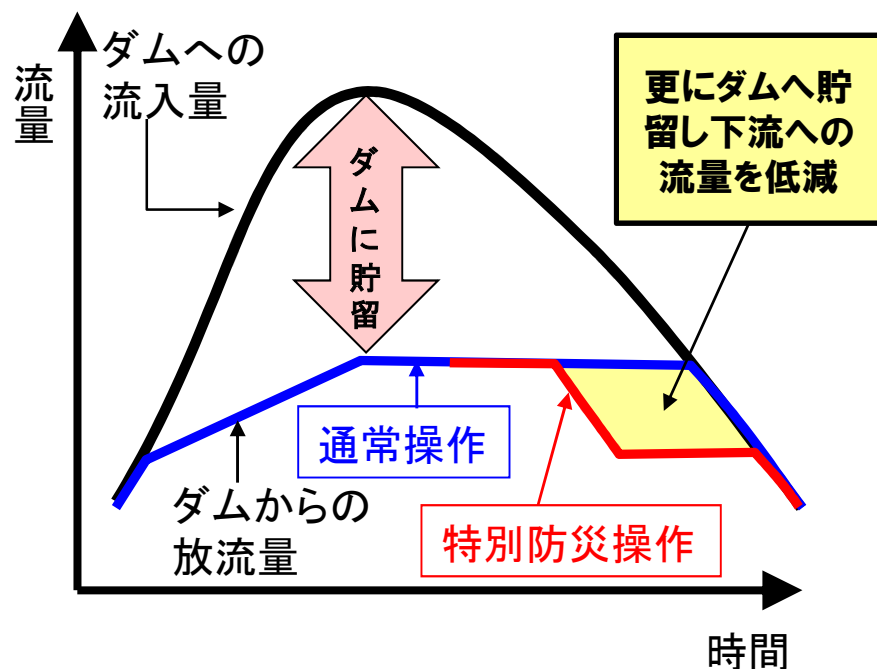 流量
ダムへの
流入量
ダムに貯留
更にダムへ貯
留し下流への
流量を低減
通常操作
ダムからの
放流量
特別防災操作
時間